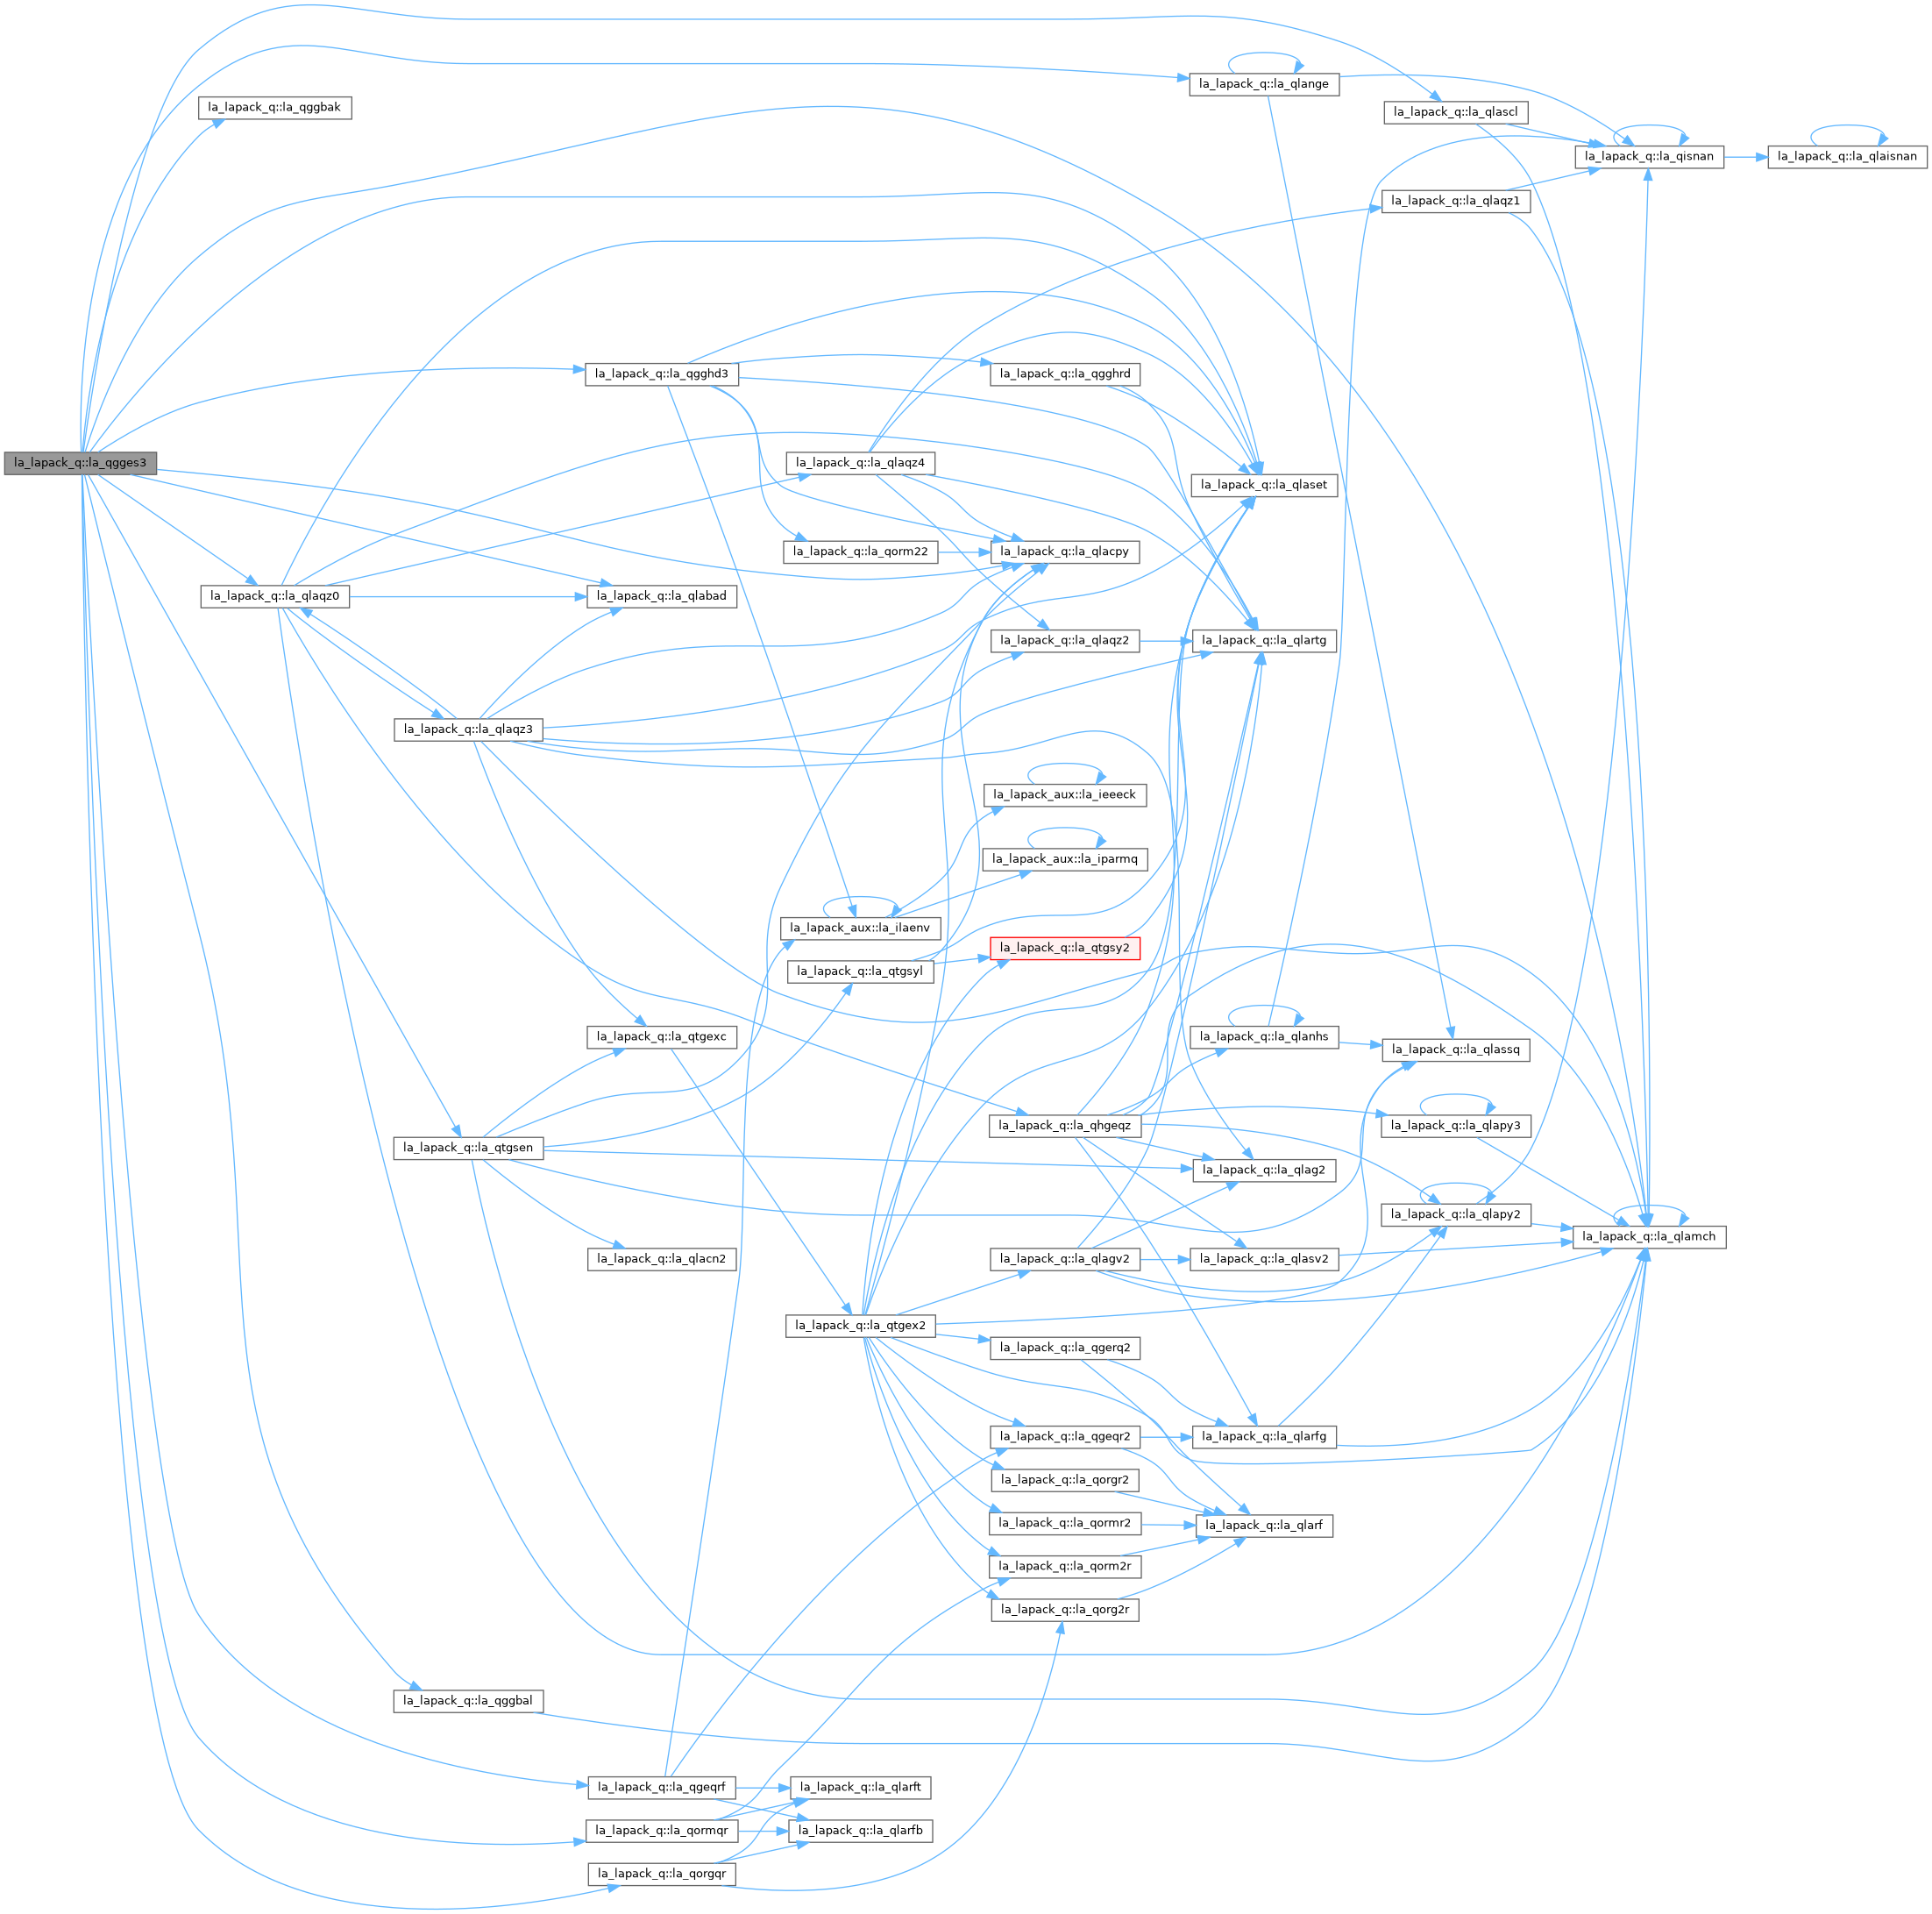 la_lapack_q::la_qgges3
la_lapack_q::la_qggbak
la_lapack_q::la_qlange
la_lapack_q::la_qlascl
la_lapack_q::la_qisnan
la_lapack_q::la_qlaisnan
la_lapack_q::la_qlaqz1
la_lapack_q::la_qgghd3
la_lapack_q::la_qgghrd
la_lapack_q::la_qlaqz4
la_lapack_q::la_qlaset
la_lapack_q::la_qorm22
la_lapack_q::la_qlacpy
la_lapack_q::la_qlaqz0
la_lapack_q::la_qlabad
la_lapack_q::la_qlaqz2
la_lapack_q::la_qlartg
la_lapack_q::la_qlaqz3
la_lapack_aux::la_ieeeck
la_lapack_aux::la_iparmq
la_lapack_aux::la_ilaenv
la_lapack_q::la_qtgsy2
la_lapack_q::la_qtgsyl
la_lapack_q::la_qtgexc
la_lapack_q::la_qlanhs
la_lapack_q::la_qlassq
la_lapack_q::la_qhgeqz
la_lapack_q::la_qlapy3
la_lapack_q::la_qtgsen
la_lapack_q::la_qlag2
la_lapack_q::la_qlapy2
la_lapack_q::la_qlamch
la_lapack_q::la_qlacn2
la_lapack_q::la_qlagv2
la_lapack_q::la_qlasv2
la_lapack_q::la_qtgex2
la_lapack_q::la_qgerq2
la_lapack_q::la_qgeqr2
la_lapack_q::la_qlarfg
la_lapack_q::la_qorgr2
la_lapack_q::la_qormr2
la_lapack_q::la_qlarf
la_lapack_q::la_qorm2r
la_lapack_q::la_qorg2r
la_lapack_q::la_qggbal
la_lapack_q::la_qgeqrf
la_lapack_q::la_qlarft
la_lapack_q::la_qormqr
la_lapack_q::la_qlarfb
la_lapack_q::la_qorgqr